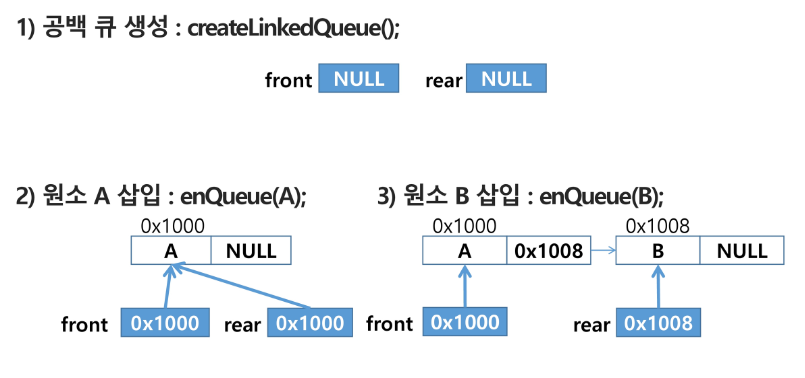 1) 공백 큐 생성 : createLinkedQueue();
front NULL rear NULL
2) 원소 A 삽입 : enQueue(A);
0x1000
A NULL
front 0x1000 rear 0x1000
3) 원소 B 삽입 : enQueue(B);
0x1000 0x1008
A 0x1008 B NULL
front 0x1000 rear 0x1008